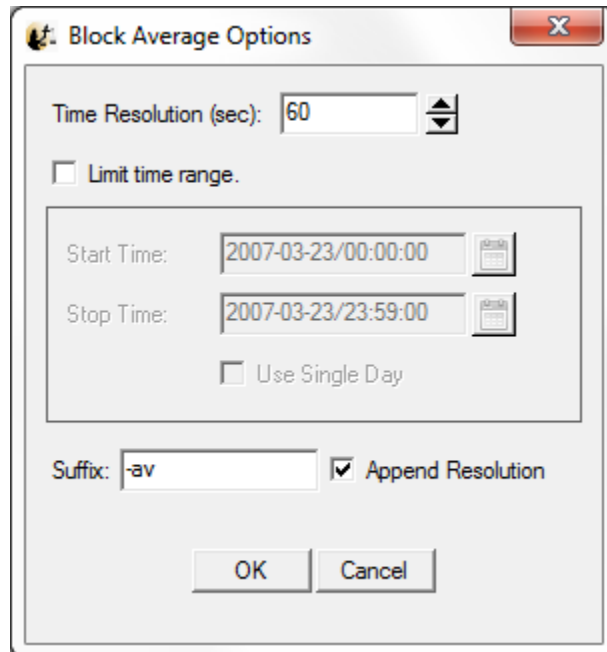 Block Average Options
Time Resolution (sec): 60
Limit time range.
Start Time: 2007-03-23/00:00:00
Stop Time: 2007-03-23/23:59:00
Use Single Day
Suffix: -av Append Resolution
OK Cancel